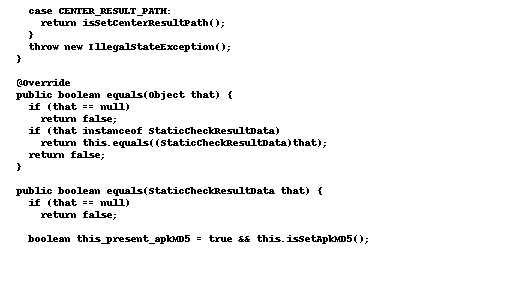 case CENTER_RESULT_PATH:
return isSetCenterResultPath();
}
throw new IllegalStateException();
}
@Override
public boolean equals(Object that) {
if (that == null)
return false;
if (that instanceof StaticCheckResultData)
return this.equals((StaticCheckResultData)that);
return false;
}
public boolean equals(StaticCheckResultData that) {
if (that == null)
return false;
boolean this_present_apkMD5 = true && this.isSetApkMD5();